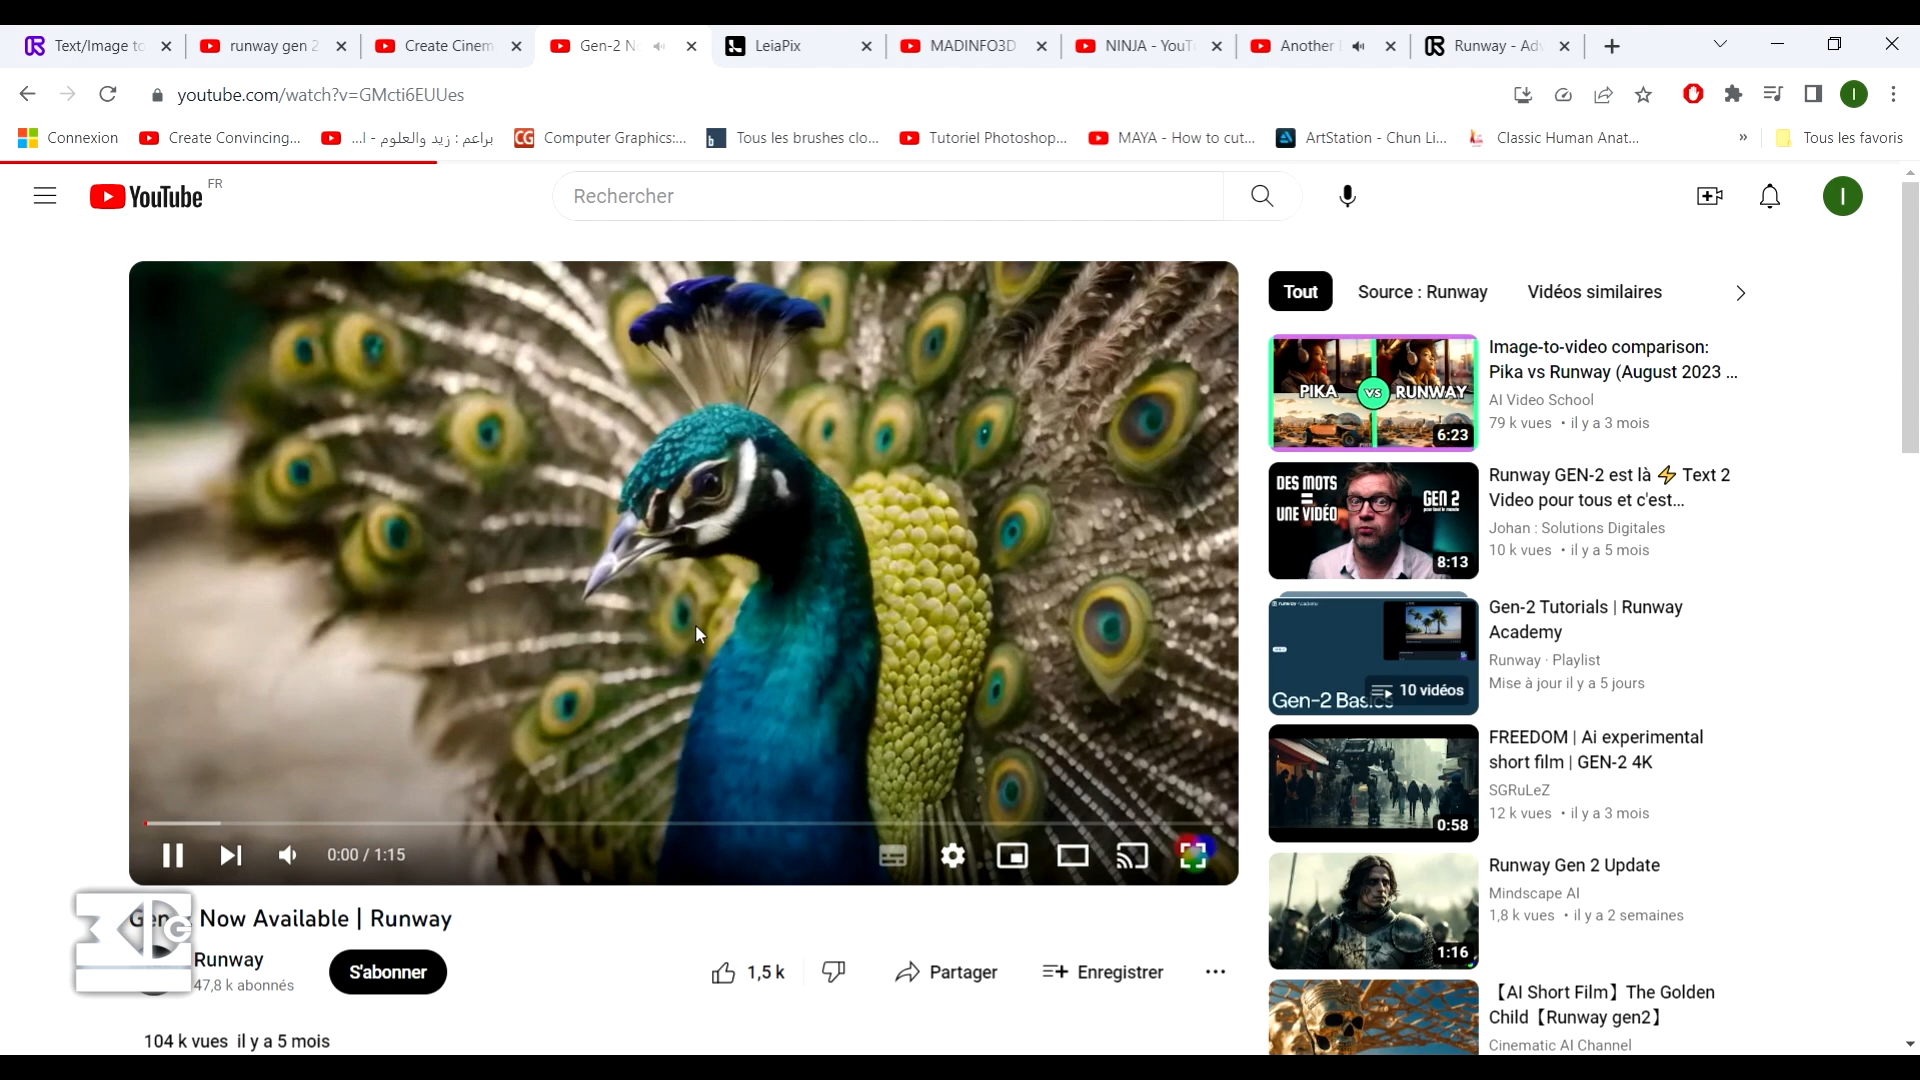 Text/Image to
runway gen 2
Create Cinem
Gen-2 N
LeiaPix
MADINFO3D
NINJA - YouT
Another
Runway - Adv
youtube.com/watch?v=GMcti6EUUes
Connexion
Create Convincing...
براعم : زيد والعلوم - ا...
Computer Graphics:...
Tous les brushes clo...
Tutoriel Photoshop...
MAYA - How to cut...
ArtStation - Chun Li...
Classic Human Anat...
»
Tous les favoris
YouTube FR
Rechercher
I
Tout
Source : Runway
Vidéos similaires
PIKA VS RUNWAY
6:23
Image-to-video comparison:
Pika vs Runway (August 2023 ...
AI Video School
79 k vues • il y a 3 mois
DES MOTS
=
UNE VIDÉO
GEN 2
8:13
Runway GEN-2 est là ⚡ Text 2
Video pour tous et c'est...
Johan : Solutions Digitales
10 k vues • il y a 5 mois
Gen-2 Basics
10 vidéos
Gen-2 Tutorials | Runway
Academy
Runway · Playlist
Mise à jour il y a 5 jours
0:58
FREEDOM | Ai experimental
short film | GEN-2 4K
SGRuLeZ
12 k vues • il y a 3 mois
1:16
Runway Gen 2 Update
Mindscape AI
1,8 k vues • il y a 2 semaines
【AI Short Film】The Golden
Child【Runway gen2】
Cinematic AI Channel
0:00 / 1:15
Gen- Now Available | Runway
Runway
47,8 k abonnés
S'abonner
1,5 k
Partager
Enregistrer
104 k vues il y a 5 mois